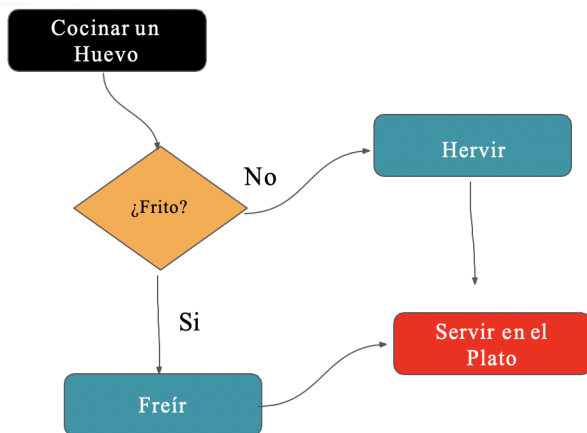 Cocinar un
Huevo
¿Frito?
No
Hervir
Si
Servir en el
Plato
Freír